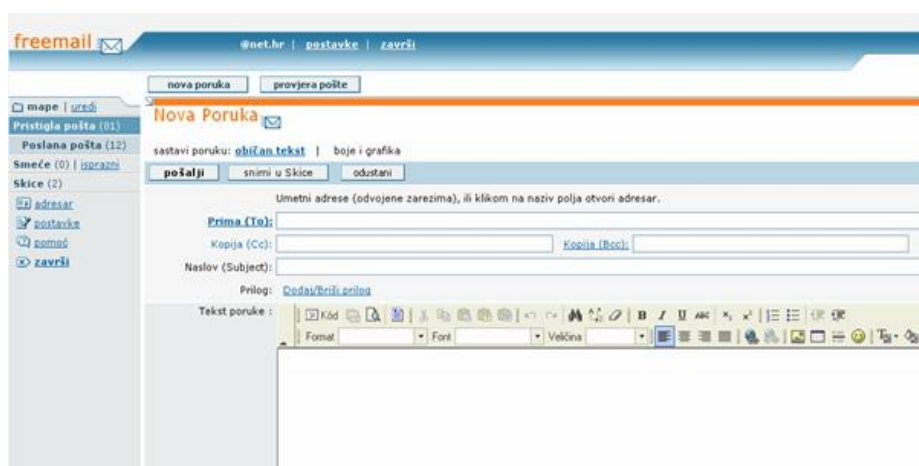 freemail
@net.hr | postavke | završi
nova poruka provjera pošte
mape | uredi
Pristigla pošta (81)
Poslana pošta (12)
Smeće (0) | isprazni
Skice (2)
adresar
postavke
pomoć
završi
Nova Poruka
sastavi poruku: običan tekst | boje i grafika
pošalji snimi u Skice odustani
Umetni adrese (odvojene zarezima), ili klikom na naziv polja otvori adresar.
Prima (To):
Kopija (Cc): Kopija (Bcc):
Naslov (Subject):
Prilog: Dodaj/Briši prilog
Tekst poruke :
Kôd
B I U ABC
Format Font Veličina